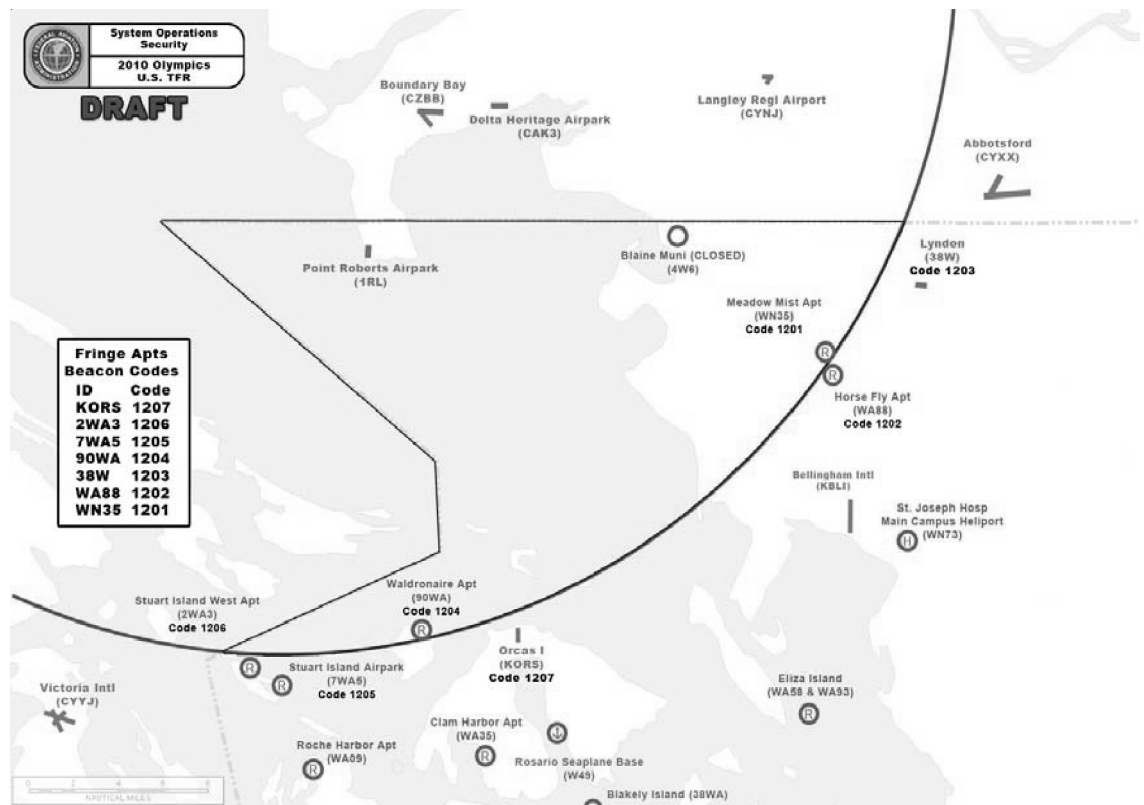 System Operations
Security
2010 Olympics
U.S. TFR
DRAFT
Boundary Bay
(CZBB)
Delta Heritage Airpark
(CAK3)
Langley Regl Airport
(CYNJ)
Abbotsford
(CYXX)
Point Roberts Airpark
(1RL)
Blaine Muni (CLOSED)
(4W6)
Lynden
(38W)
Code 1203
Meadow Mist Apt
(WN35)
Code 1201
R
R
Horse Fly Apt
(WA88)
Code 1202
Fringe Apts
Beacon Codes
ID Code
KORS 1207
2WA3 1206
7WA5 1205
90WA 1204
38W 1203
WA88 1202
WN35 1201
Bellingham Intl
(KBLI)
St. Joseph Hosp
Main Campus Heliport
(WN73)
H
Stuart Island West Apt
(2WA3)
Code 1206
R
Waldronaire Apt
(90WA)
Code 1204
R
Orcas I
(KORS)
Code 1207
Stuart Island Airpark
(7WA5)
Code 1205
R
Victoria Intl
(CYYJ)
Eliza Island
(WA58 & WA93)
R
Clam Harbor Apt
(WA35)
R
Roche Harbor Apt
(WA09)
R
Rosario Seaplane Base
(W49)
Blakely Island (38WA)
0 2 4 6 8
NAUTICAL MILES